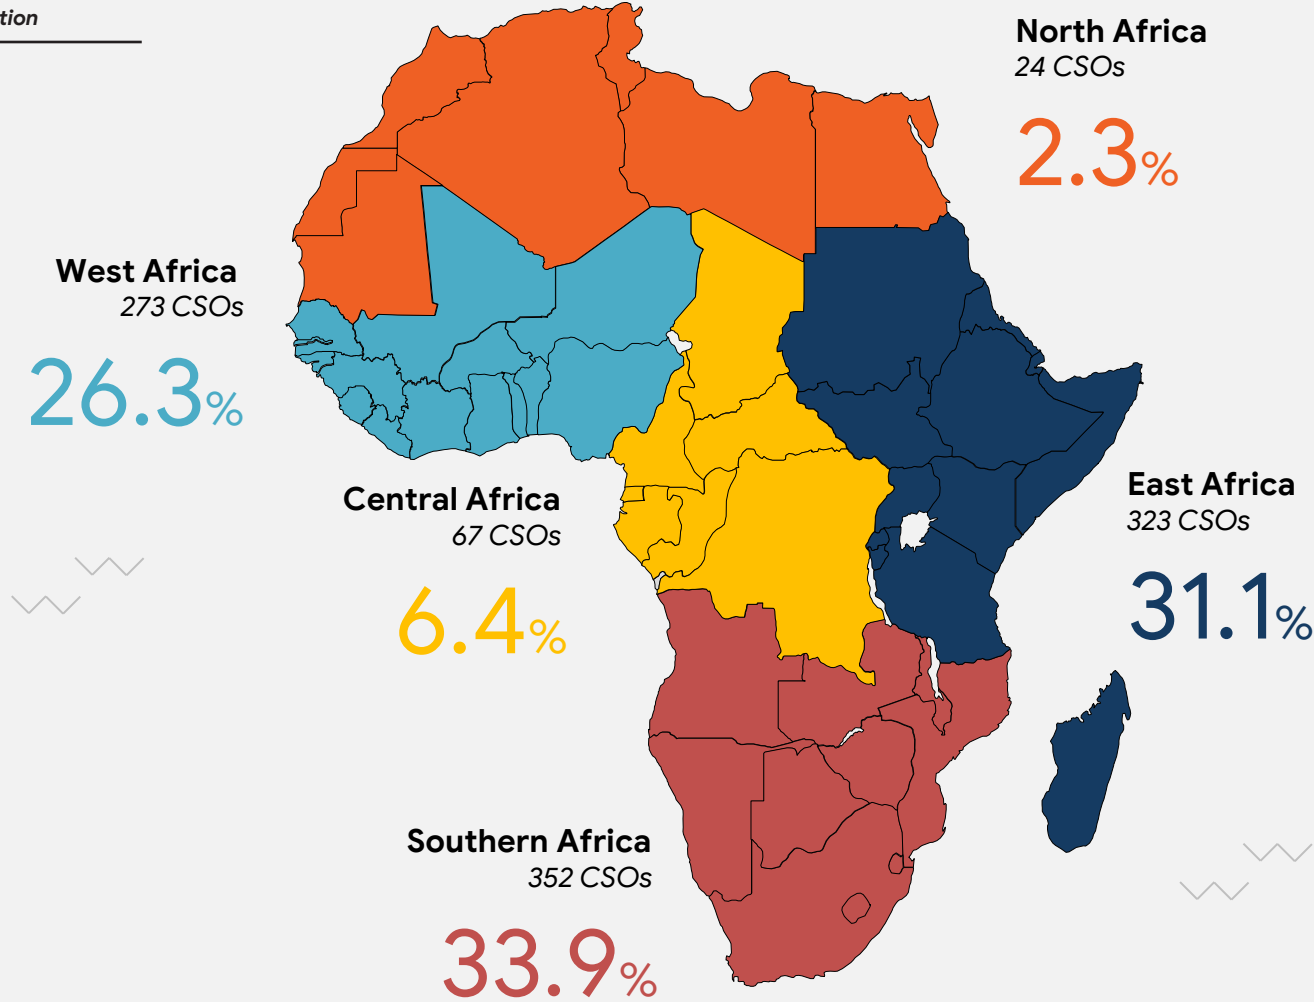 North Africa
24 CSOs
2.3%
West Africa
273 CSOs
26.3%
Central Africa
67 CSOs
6.4%
East Africa
323 CSOs
31.1%
Southern Africa
352 CSOs
33.9%